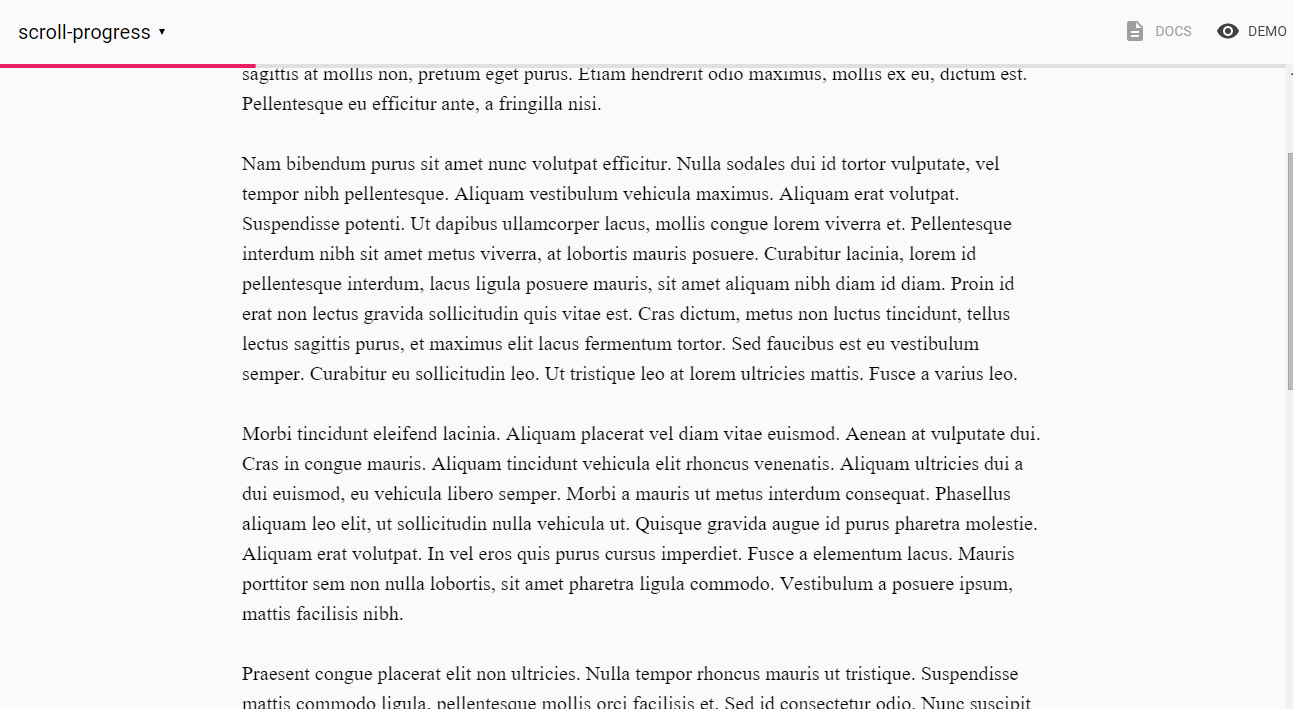 scroll-progress ▾
DOCS
DEMO
sagittis at mollis non, pretium eget purus. Etiam hendrerit odio maximus, mollis ex eu, dictum est.
Pellentesque eu efficitur ante, a fringilla nisi.
Nam bibendum purus sit amet nunc volutpat efficitur. Nulla sodales dui id tortor vulputate, vel
tempor nibh pellentesque. Aliquam vestibulum vehicula maximus. Aliquam erat volutpat.
Suspendisse potenti. Ut dapibus ullamcorper lacus, mollis congue lorem viverra et. Pellentesque
interdum nibh sit amet metus viverra, at lobortis mauris posuere. Curabitur lacinia, lorem id
pellentesque interdum, lacus ligula posuere mauris, sit amet aliquam nibh diam id diam. Proin id
erat non lectus gravida sollicitudin quis vitae est. Cras dictum, metus non luctus tincidunt, tellus
lectus sagittis purus, et maximus elit lacus fermentum tortor. Sed faucibus est eu vestibulum
semper. Curabitur eu sollicitudin leo. Ut tristique leo at lorem ultricies mattis. Fusce a varius leo.
Morbi tincidunt eleifend lacinia. Aliquam placerat vel diam vitae euismod. Aenean at vulputate dui.
Cras in congue mauris. Aliquam tincidunt vehicula elit rhoncus venenatis. Aliquam ultricies dui a
dui euismod, eu vehicula libero semper. Morbi a mauris ut metus interdum consequat. Phasellus
aliquam leo elit, ut sollicitudin nulla vehicula ut. Quisque gravida augue id purus pharetra molestie.
Aliquam erat volutpat. In vel eros quis purus cursus imperdiet. Fusce a elementum lacus. Mauris
porttitor sem non nulla lobortis, sit amet pharetra ligula commodo. Vestibulum a posuere ipsum,
mattis facilisis nibh.
Praesent congue placerat elit non ultricies. Nulla tempor rhoncus mauris ut tristique. Suspendisse
mattis commodo ligula, pellentesque mollis orci facilisis et. Sed id consectetur odio. Nunc suscipit